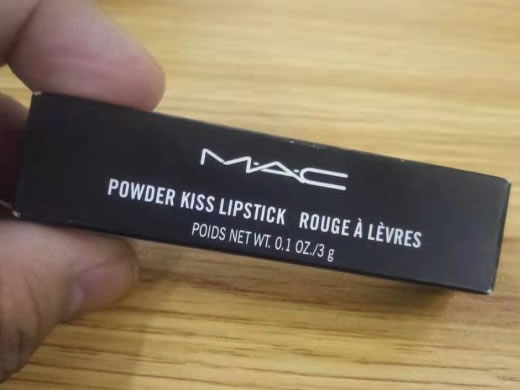 M·A·C
POWDER KISS LIPSTICK ROUGE À LÈVRES
POIDS NET WT. 0.1 OZ./3 g